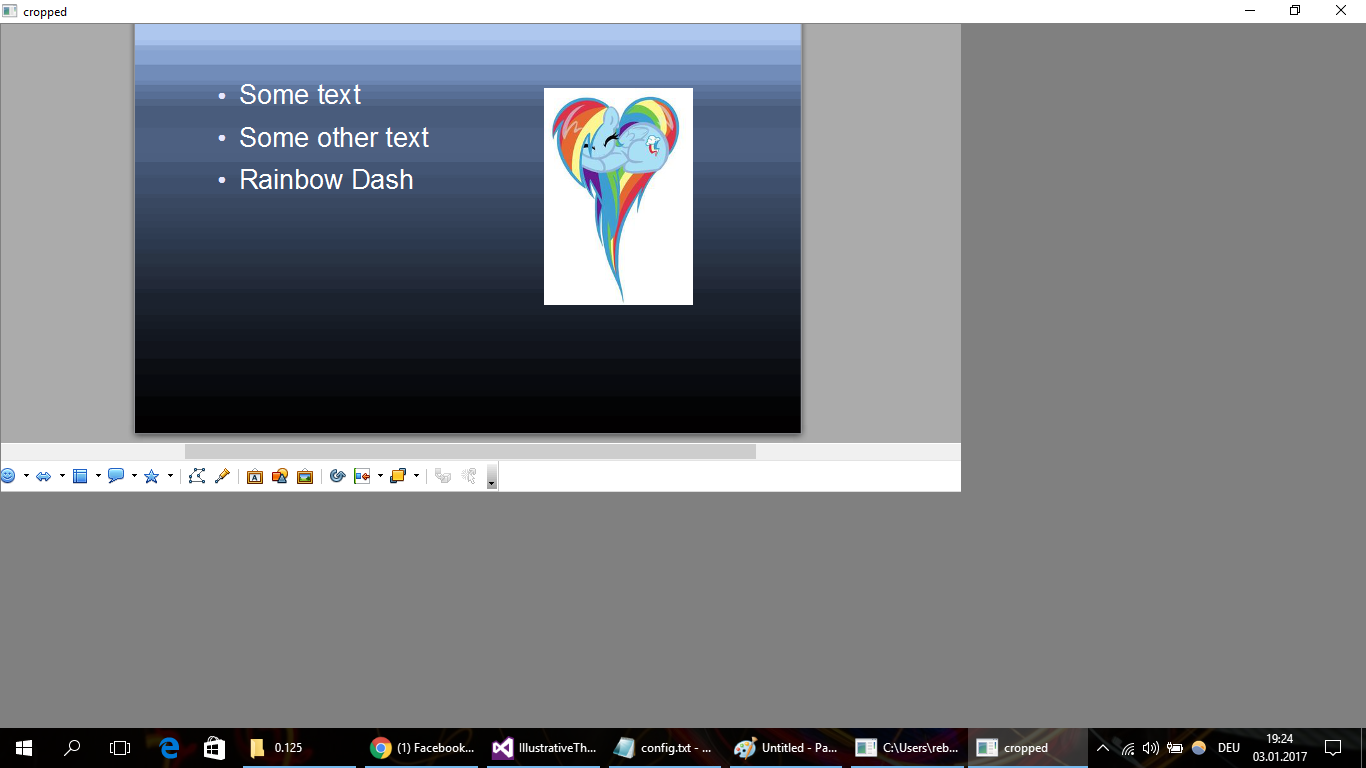 cropped
Some text
Some other text
Rainbow Dash
0.125
(1) Facebook...
IllustrativeTh...
config.txt - ...
Untitled - Pa...
C:\Users\reb...
cropped
DEU
19:24
03.01.2017